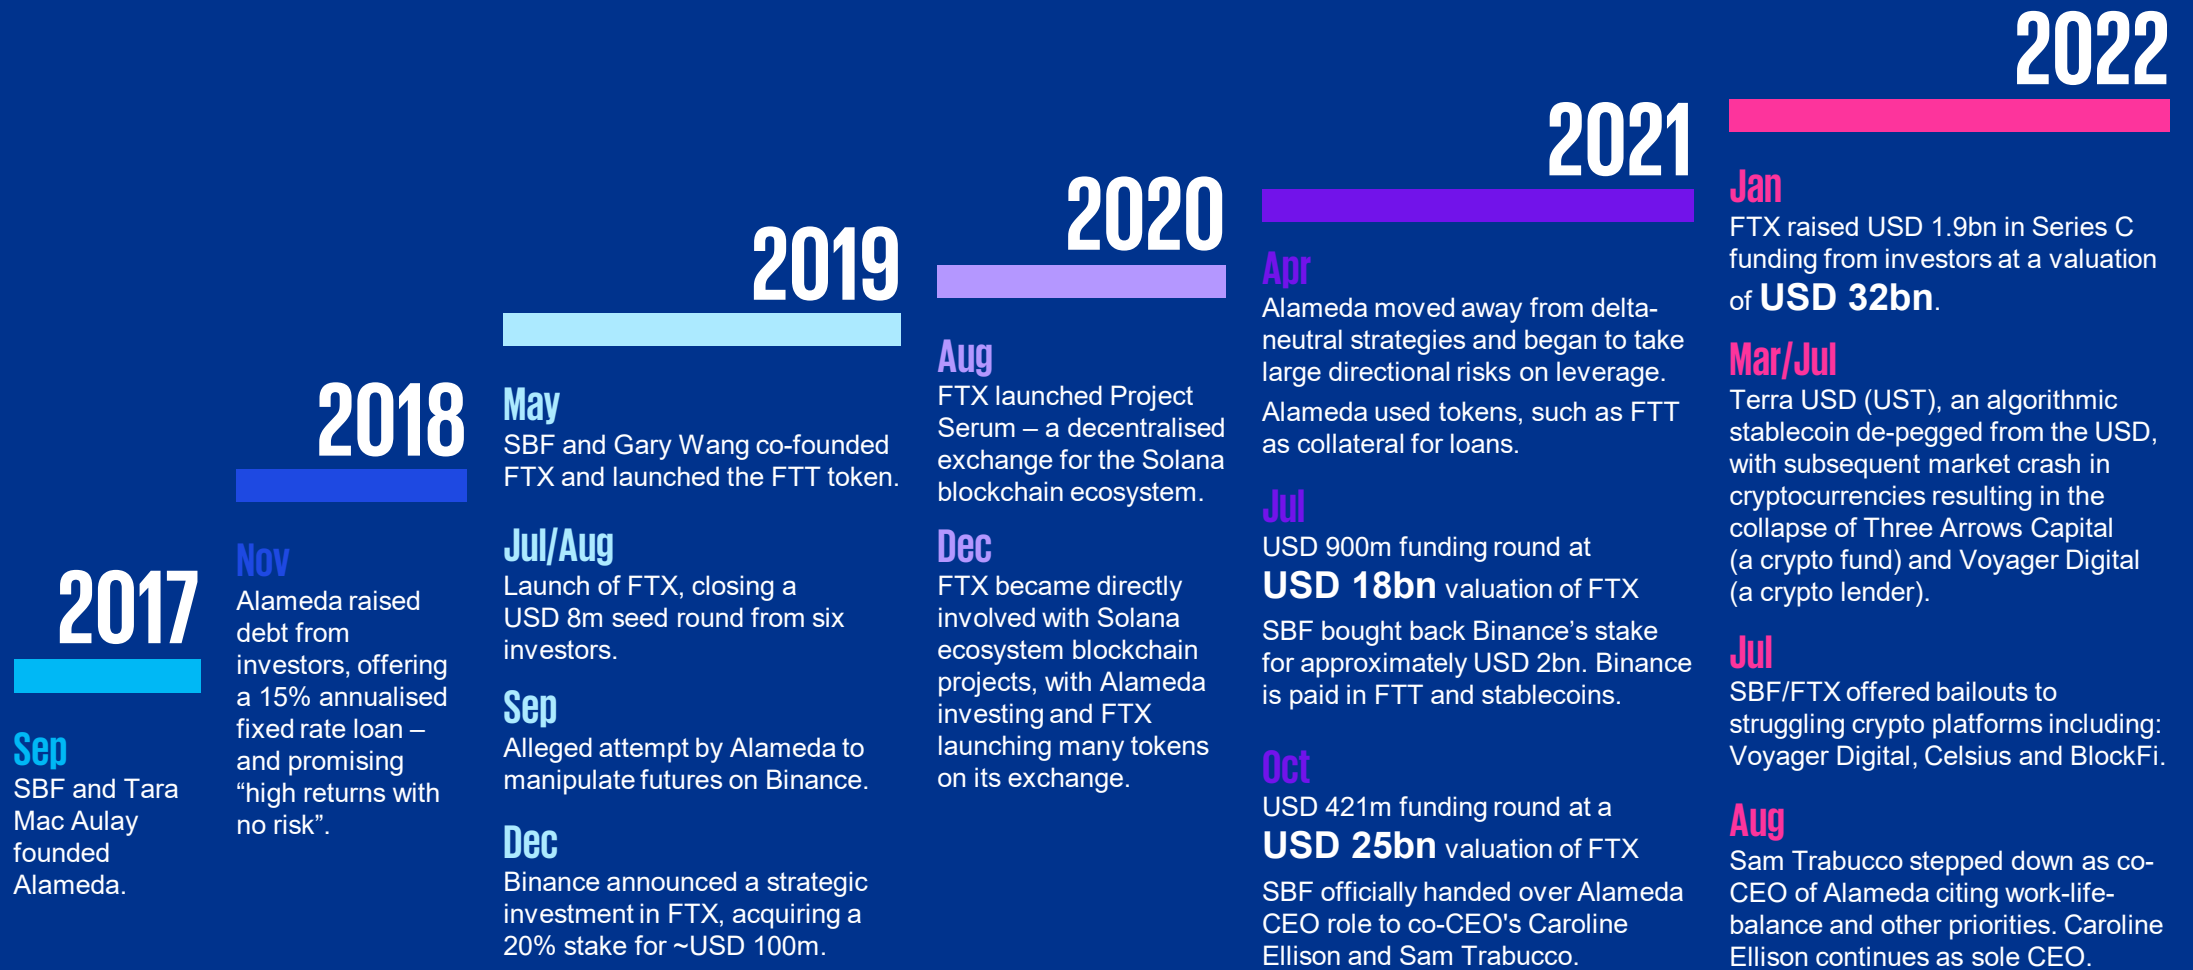 2017
Sep
SBF and Tara
Mac Aulay
founded
Alameda.
2018
Nov
Alameda raised
debt from
investors, offering
a 15% annualised
fixed rate loan –
and promising
“high returns with
no risk”.
2019
May
SBF and Gary Wang co-founded
FTX and launched the FTT token.
Jul/Aug
Launch of FTX, closing a
USD 8m seed round from six
investors.
Sep
Alleged attempt by Alameda to
manipulate futures on Binance.
Dec
Binance announced a strategic
investment in FTX, acquiring a
20% stake for ~USD 100m.
2020
Aug
FTX launched Project
Serum – a decentralised
exchange for the Solana
blockchain ecosystem.
Dec
FTX became directly
involved with Solana
ecosystem blockchain
projects, with Alameda
investing and FTX
launching many tokens
on its exchange.
2021
Apr
Alameda moved away from delta-
neutral strategies and began to take
large directional risks on leverage.
Alameda used tokens, such as FTT
as collateral for loans.
Jul
USD 900m funding round at
USD 18bn valuation of FTX
SBF bought back Binance’s stake
for approximately USD 2bn. Binance
is paid in FTT and stablecoins.
Oct
USD 421m funding round at a
USD 25bn valuation of FTX
SBF officially handed over Alameda
CEO role to co-CEO's Caroline
Ellison and Sam Trabucco.
2022
Jan
FTX raised USD 1.9bn in Series C
funding from investors at a valuation
of USD 32bn.
Mar/Jul
Terra USD (UST), an algorithmic
stablecoin de-pegged from the USD,
with subsequent market crash in
cryptocurrencies resulting in the
collapse of Three Arrows Capital
(a crypto fund) and Voyager Digital
(a crypto lender).
Jul
SBF/FTX offered bailouts to
struggling crypto platforms including:
Voyager Digital, Celsius and BlockFi.
Aug
Sam Trabucco stepped down as co-
CEO of Alameda citing work-life-
balance and other priorities. Caroline
Ellison continues as sole CEO.